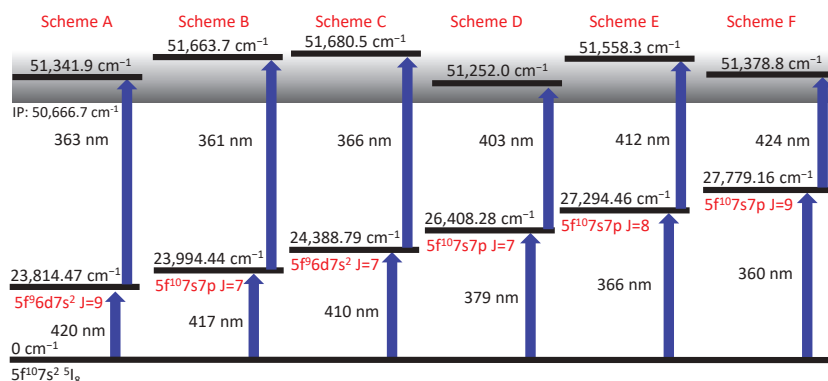 Scheme A
Scheme B
Scheme C
Scheme D
Scheme E
Scheme F
51,341.9 cm⁻¹
51,663.7 cm⁻¹
51,680.5 cm⁻¹
51,252.0 cm⁻¹
51,558.3 cm⁻¹
51,378.8 cm⁻¹
IP: 50,666.7 cm⁻¹
363 nm
361 nm
366 nm
403 nm
412 nm
424 nm
23,814.47 cm⁻¹
5f⁹6d7s² J=9
23,994.44 cm⁻¹
5f¹⁰7s7p J=7
24,388.79 cm⁻¹
5f⁹6d7s² J=7
26,408.28 cm⁻¹
5f¹⁰7s7p J=7
27,294.46 cm⁻¹
5f¹⁰7s7p J=8
27,779.16 cm⁻¹
5f¹⁰7s7p J=9
420 nm
417 nm
410 nm
379 nm
366 nm
360 nm
0 cm⁻¹
5f¹⁰7s² ⁵I₈